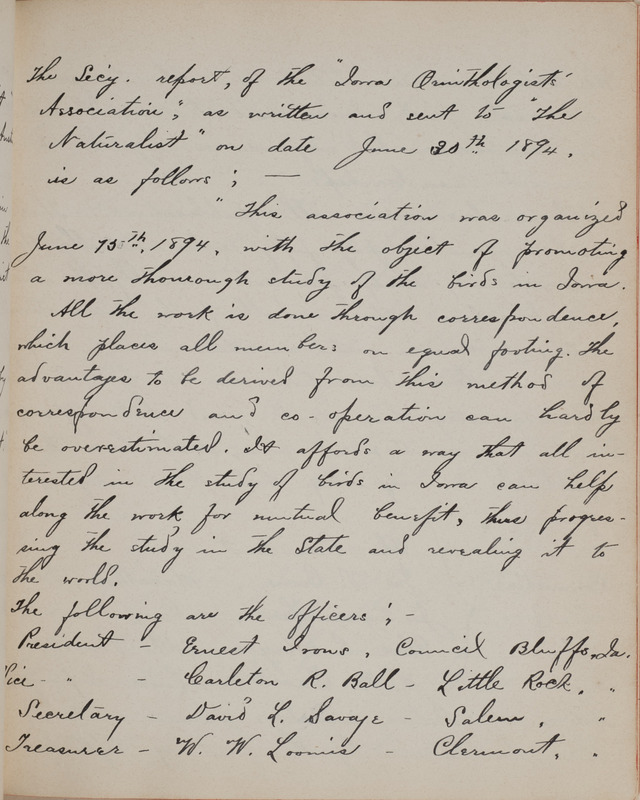 The Sec'y. report, of the "Iowa Ornithologists'
Association", as written and sent to "The
Naturalist" on date June 30th 1894,
is as follows; —
"This association was organized
June 15th, 1894, with the object of promoting
a more thourough study of the birds in Iowa.
All the work is done through correspondence,
which places all members on equal footing. The
advantages to be derived from this method of
correspondence and co-operation can hardly
be overestimated. It affords a way that all in-
terested in the study of birds in Iowa can help
along the work for mutual benefit, thus progres-
sing the study in the State and revealing it to
the world.
The following are the officers; -
President - Ernest Irons, Council Bluffs, Ia.
Vice- " - Carleton R. Ball - Little Rock, "
Secretary - David L. Savage - Salem, "
Treasurer - W. W. Loomis - Clermont, "